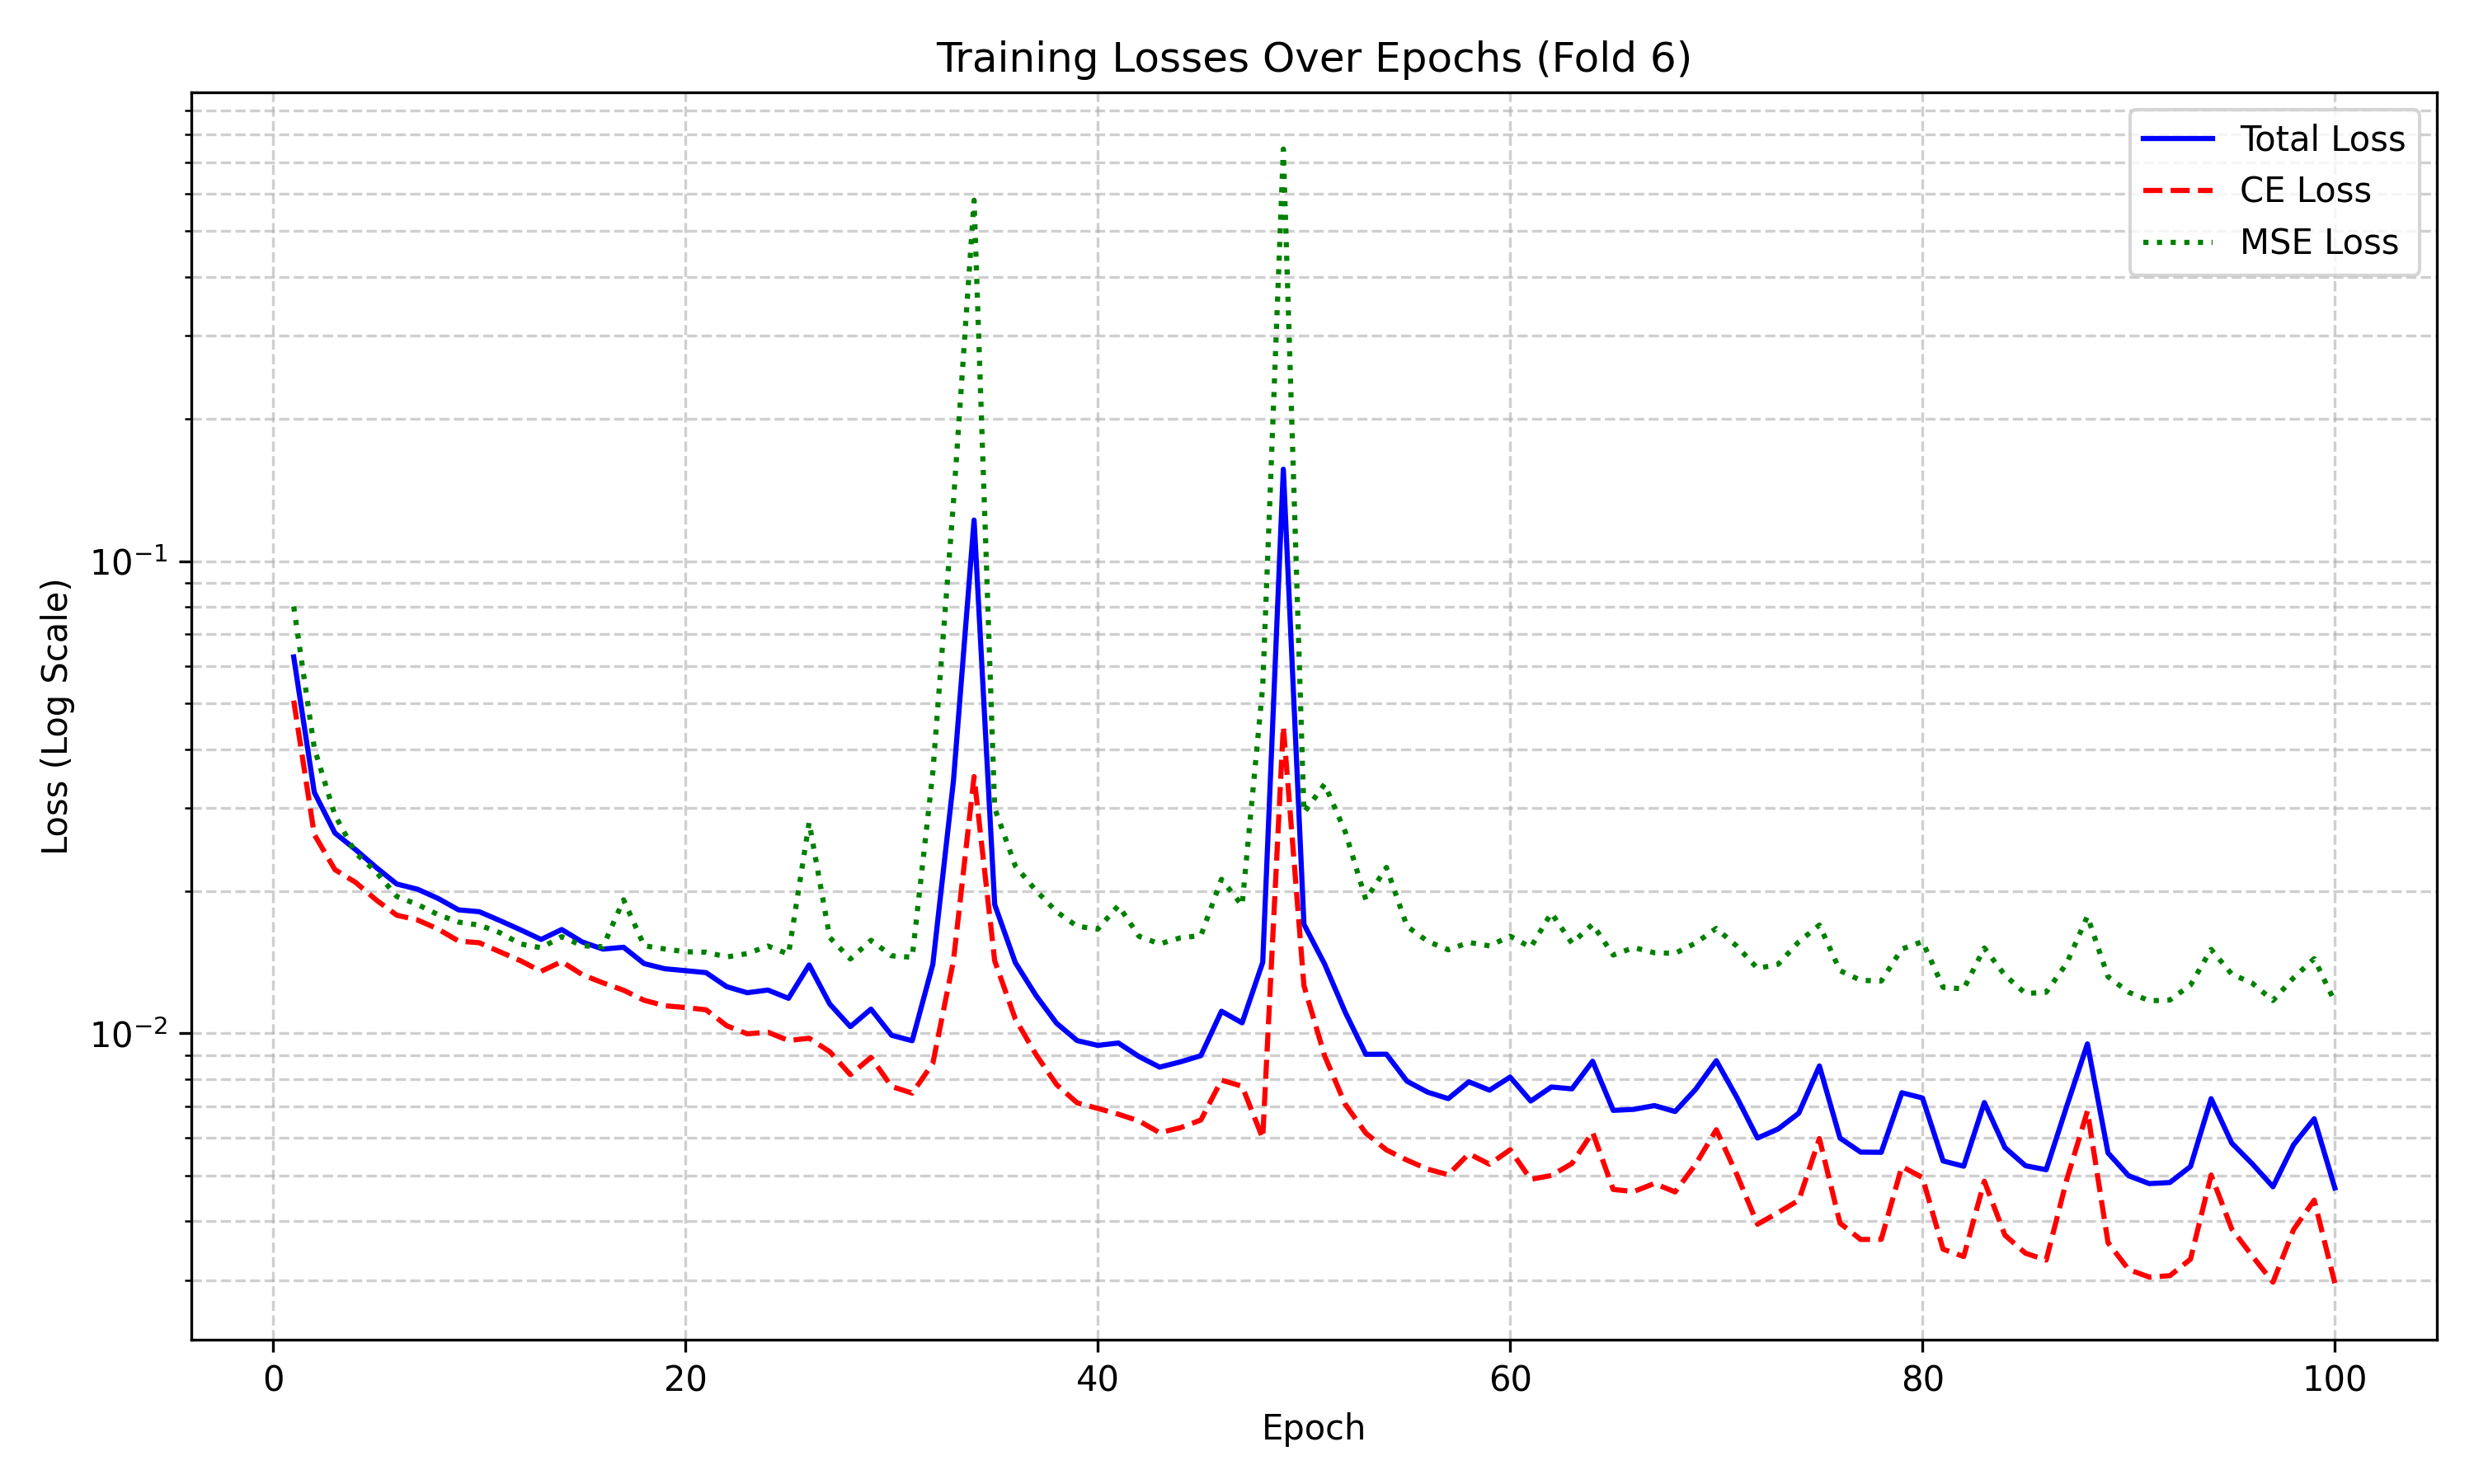 Training Losses Over Epochs (Fold 6)
Total Loss
CE Loss
MSE Loss
Loss (Log Scale)
10⁻¹
10⁻²
0 20 40 60 80 100
Epoch